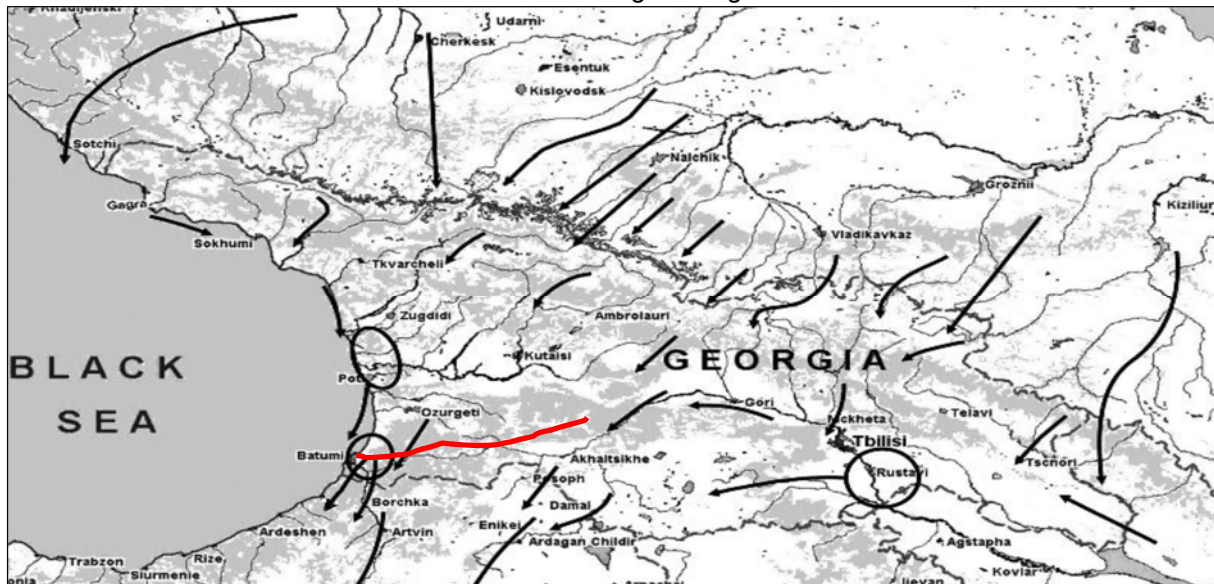 Udarni
Cherkesk
Esentuk
Kislovodsk
Sotchi
Nalchik
Groznii
Gagra
Kiziliurt
Sokhumi
Vladikavkaz
Tkvarcheli
Zugdidi
Ambrolauri
BLACK
SEA
Kutaisi
GEORGIA
Poti
Ozurgeti
Gori
Telavi
Tbilisi
Batumi
Akhaltsikhe
Rustavi
Tscnori
Posoph
Borchka
Damal
Enikei
Ardeshen
Artvin
Ardagan
Childir
Agstapha
Trabzon
Rize
Siurmenie
Kovlar